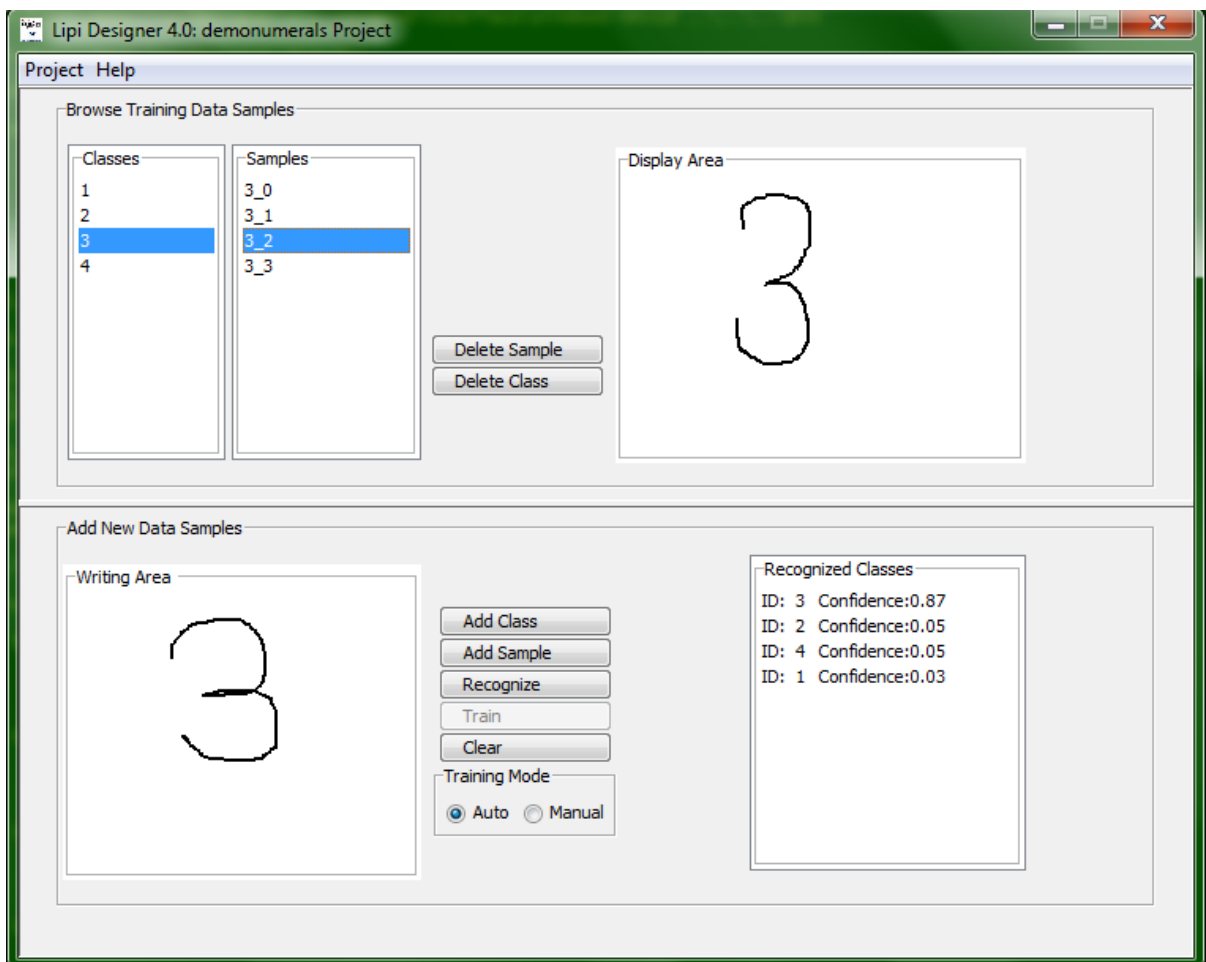 Lipi Designer 4.0: demonumerals Project
Project Help
Browse Training Data Samples
Classes
1
2
3
4
Samples
3_0
3_1
3_2
3_3
Delete Sample
Delete Class
Display Area
3
Add New Data Samples
Writing Area
3
Add Class
Add Sample
Recognize
Train
Clear
Training Mode
Auto Manual
Recognized Classes
ID: 3 Confidence:0.87
ID: 2 Confidence:0.05
ID: 4 Confidence:0.05
ID: 1 Confidence:0.03